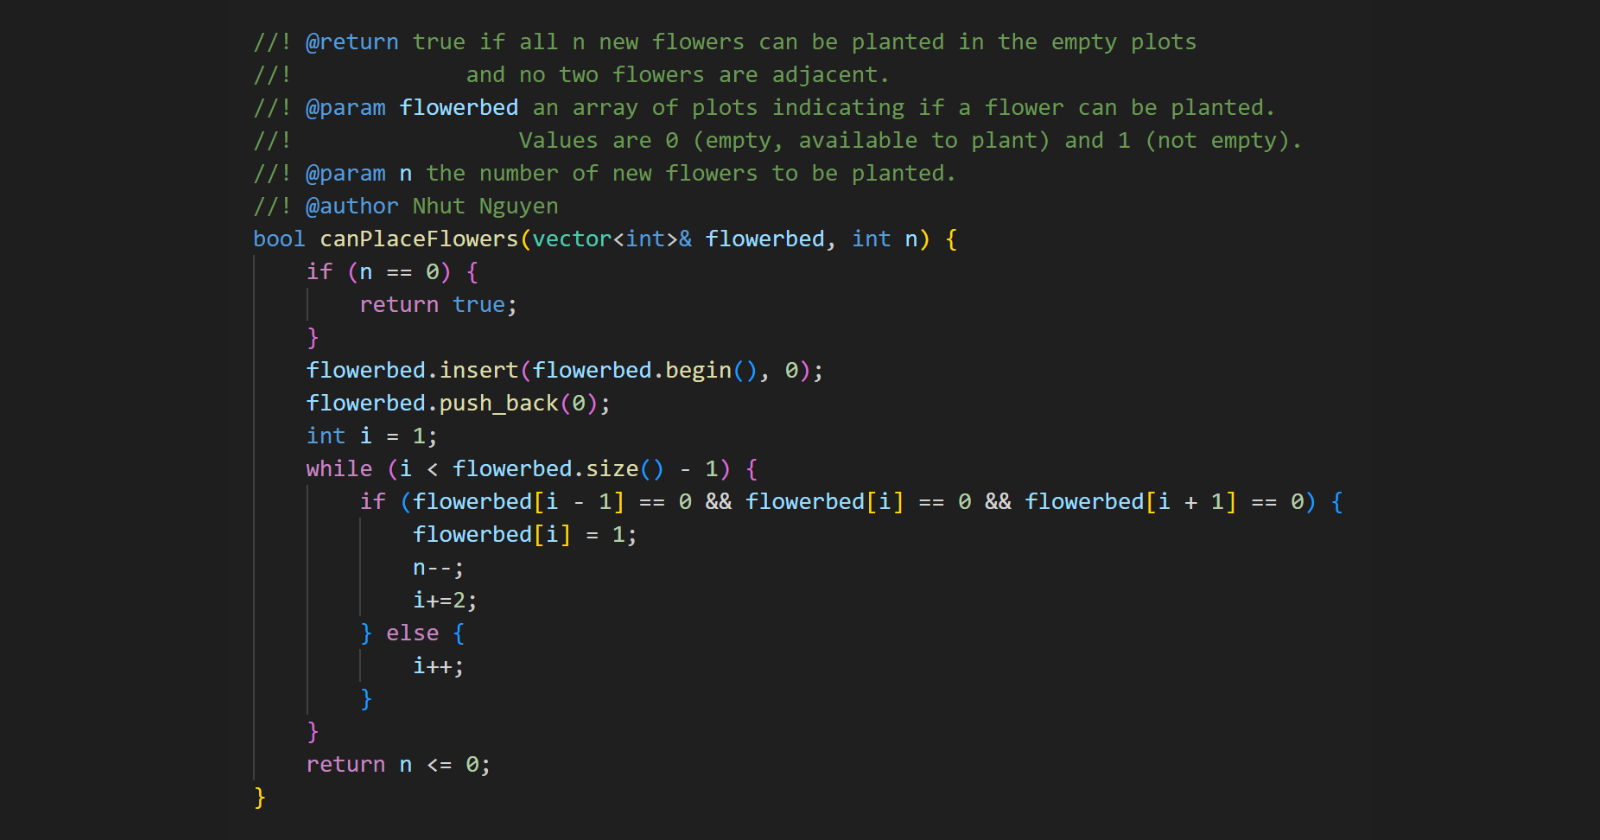 //! @return true if all n new flowers can be planted in the empty plots
//!             and no two flowers are adjacent.
//! @param flowerbed an array of plots indicating if a flower can be planted.
//!                 Values are 0 (empty, available to plant) and 1 (not empty).
//! @param n the number of new flowers to be planted.
//! @author Nhut Nguyen
bool canPlaceFlowers(vector<int>& flowerbed, int n) {
    if (n == 0) {
        return true;
    }
    flowerbed.insert(flowerbed.begin(), 0);
    flowerbed.push_back(0);
    int i = 1;
    while (i < flowerbed.size() - 1) {
        if (flowerbed[i - 1] == 0 && flowerbed[i] == 0 && flowerbed[i + 1] == 0) {
            flowerbed[i] = 1;
            n--;
            i+=2;
        } else {
            i++;
        }
    }
    return n <= 0;
}